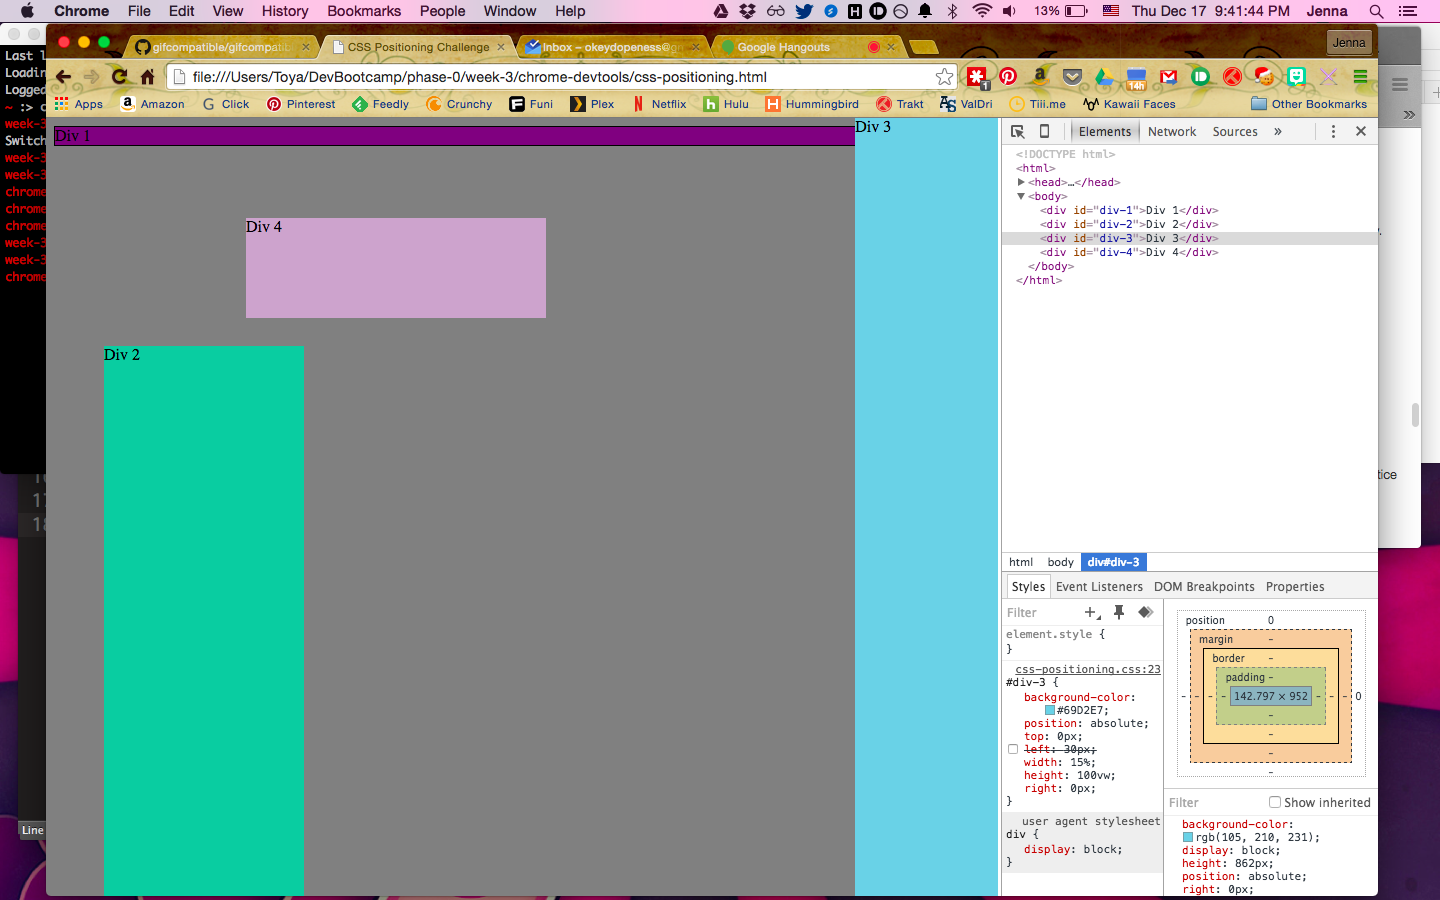 Chrome File Edit View History Bookmarks People Window Help 13% Thu Dec 17 9:41:44 PM Jenna
gifcompatible/gifcompatib CSS Positioning Challenge Inbox – okeydopeness@g Google Hangouts Jenna
file:///Users/Toya/DevBootcamp/phase-0/week-3/chrome-devtools/css-positioning.html
1
14h
Apps Amazon Click Pinterest Feedly Crunchy Funi Plex Netflix Hulu Hummingbird Trakt ValDri Tiii.me Kawaii Faces Other Bookmarks
Last l
Loadin
Logged
~ :> c
week-3
Switch
week-3
week-3
chrome
chrome
chrome
week-3
week-3
chrome
17
18
Line
tice
Div 1
Div 3
Div 4
Div 2
Elements Network Sources »
<!DOCTYPE html>
<html>
<head>…</head>
<body>
<div id="div-1">Div 1</div>
<div id="div-2">Div 2</div>
<div id="div-3">Div 3</div>
<div id="div-4">Div 4</div>
</body>
</html>
html body div#div-3
Styles Event Listeners DOM Breakpoints Properties
Filter
element.style {
}
css-positioning.css:23
#div-3 {
background-color:
#69D2E7;
position: absolute;
top: 0px;
left: 30px;
width: 15%;
height: 100vw;
right: 0px;
}
user agent stylesheet
div {
display: block;
}
position 0
margin -
border -
padding -
- - - - 142.797 × 952 - - - 0
-
-
-
-
Filter Show inherited
background-color:
rgb(105, 210, 231);
display: block;
height: 862px;
position: absolute;
right: 0px;